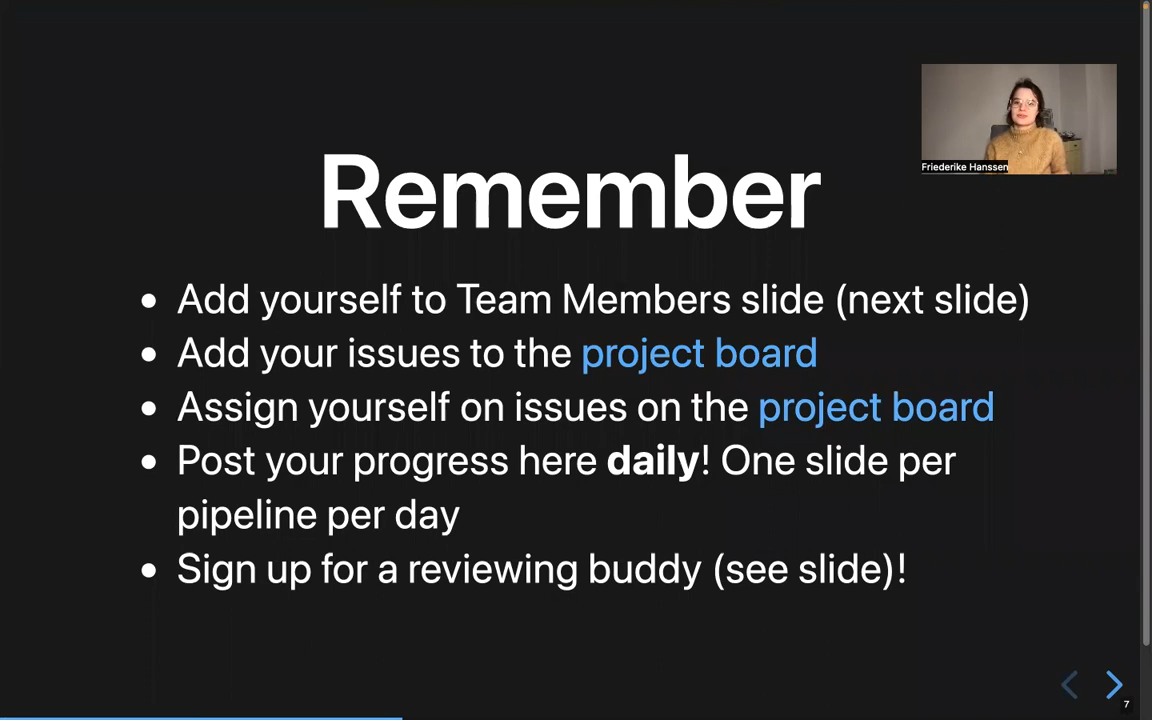 Friederike Hanssen
Remember
• Add yourself to Team Members slide (next slide)
• Add your issues to the project board
• Assign yourself on issues on the project board
• Post your progress here daily! One slide per
pipeline per day
• Sign up for a reviewing buddy (see slide)!
7